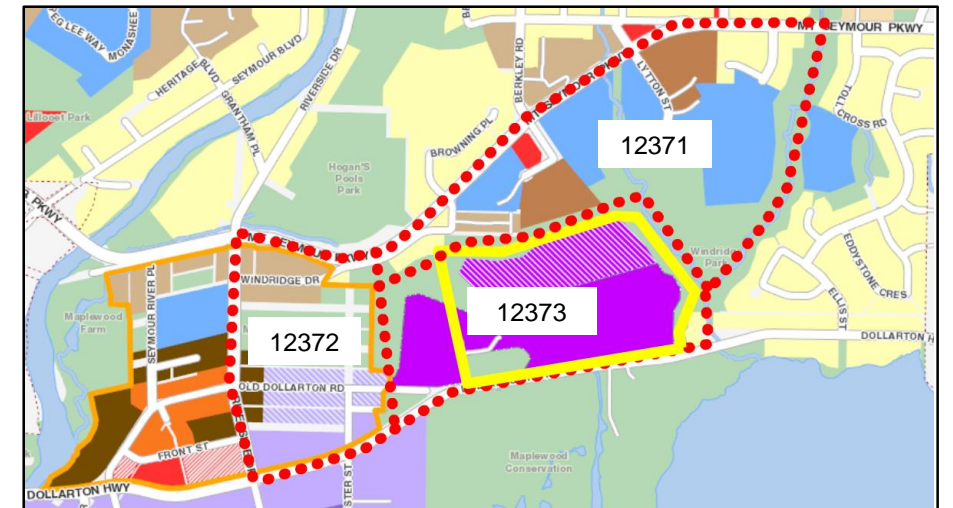 PEG LEE WAY
MONASHEE
HERITAGE BLVD
SEYMOUR BLVD
GRANTHAM PL
RIVERSIDE DR
BERKLEY RD
LYTTON ST
SEYMOUR PKWY
TOLL CROSS RD
Lillooet Park
BROWNING PL
Hogan'S
Pools
Park
12371
PKWY
WINDRIDGE DR
Windridge
Park
EDDYSTONE CRES
ELLIS ST
SEYMOUR RIVER PL
Maplewood
Farm
12372
12373
DOLLARTON H
OLD DOLLARTON RD
FRONT ST
Maplewood
Conservation
DOLLARTON HWY
STER ST